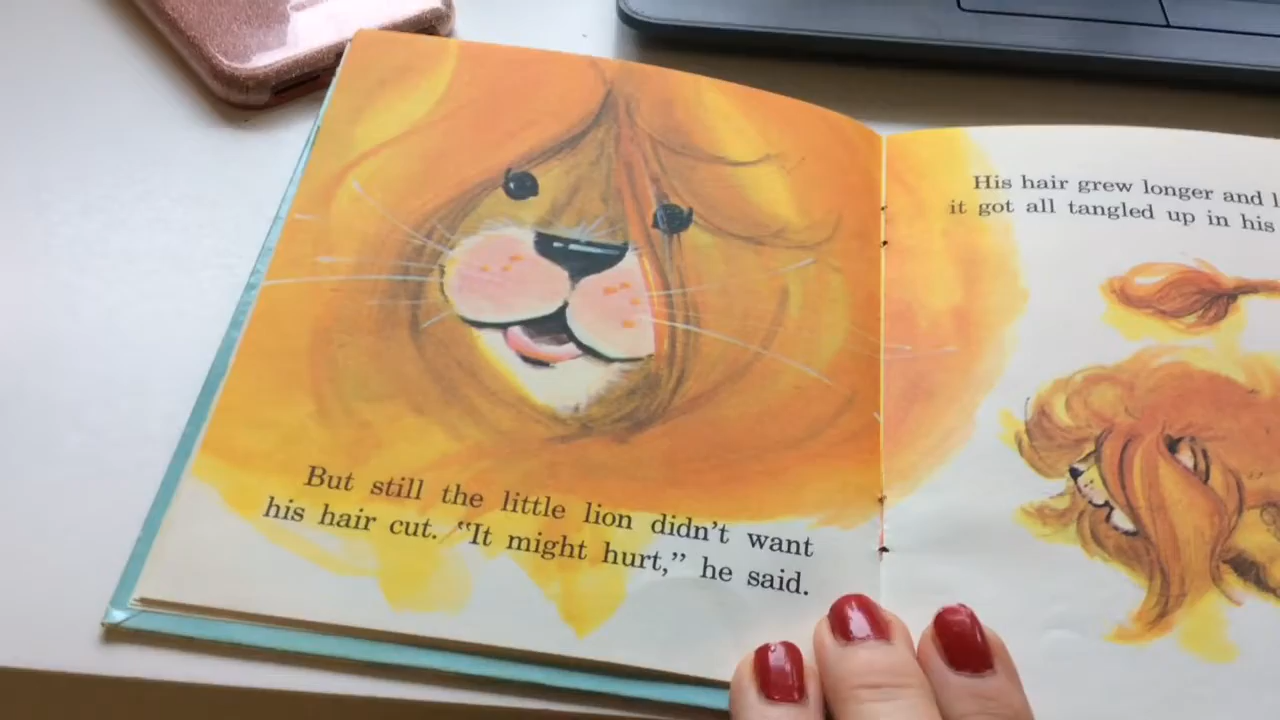 But still the little lion didn't want
his hair cut. "It might hurt," he said.
His hair grew longer and
it got all tangled up in his